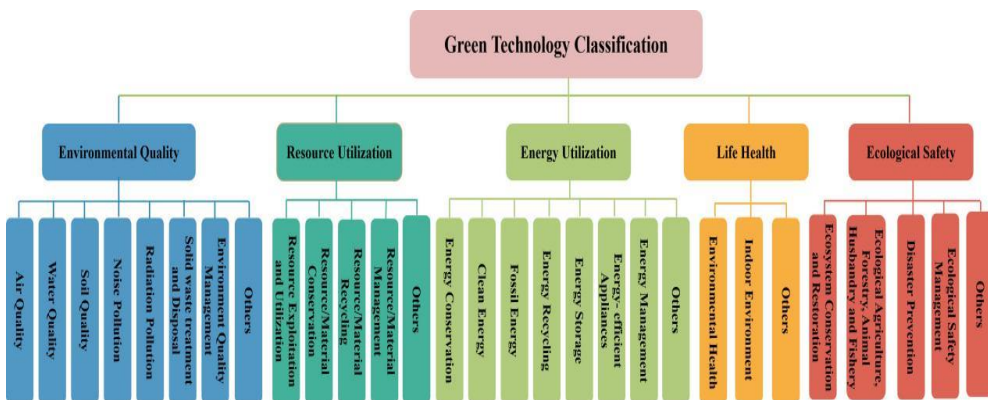 Green Technology Classification
Environmental Quality
Resource Utilization
Energy Utilization
Life Health
Ecological Safety
Air Quality
Water Quality
Soil Quality
Noise Pollution
Radiation Pollution
Solid waste treatment
and Disposal
Environment Quality
Management
Others
Resource Exploitation
and Utilization
Resource/Material
Conservation
Resource/Material
Recycling
Resource/Material
Management
Others
Energy Conservation
Clean Energy
Fossil Energy
Energy Recycling
Energy Storage
Energy- efficient
Appliances
Energy Management
Others
Environmental Health
Indoor Environment
Others
Ecosystem Conservation
and Restoration
Ecological Agriculture,
Forestry, Animal
Husbandry and Fishery
Disaster Prevention
Ecological Safety
Management
Others